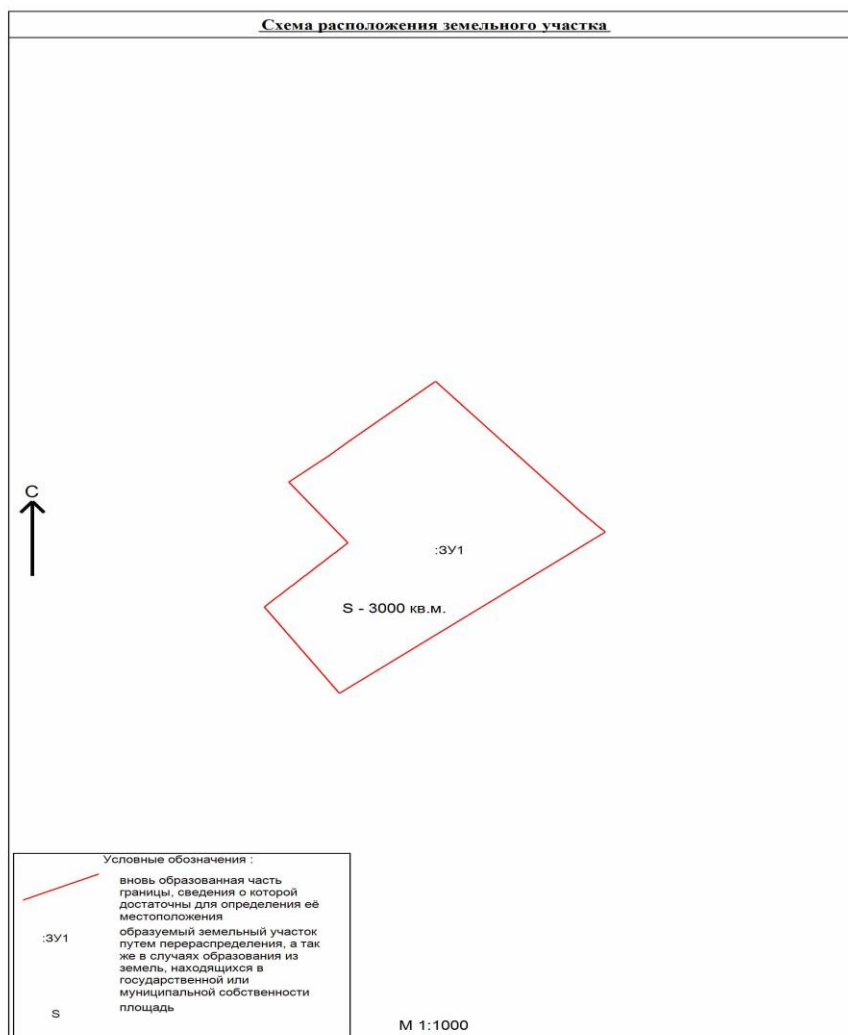 Схема расположения земельного участка
С
:ЗУ1
S - 3000 кв.м.
Условные обозначения :
вновь образованная часть
границы, сведения о которой
достаточны для определения её
местоположения
:ЗУ1
образуемый земельный участок
путем перераспределения, а так
же в случаях образования из
земель, находящихся в
государственной или
муниципальной собственности
S
площадь
М 1:1000